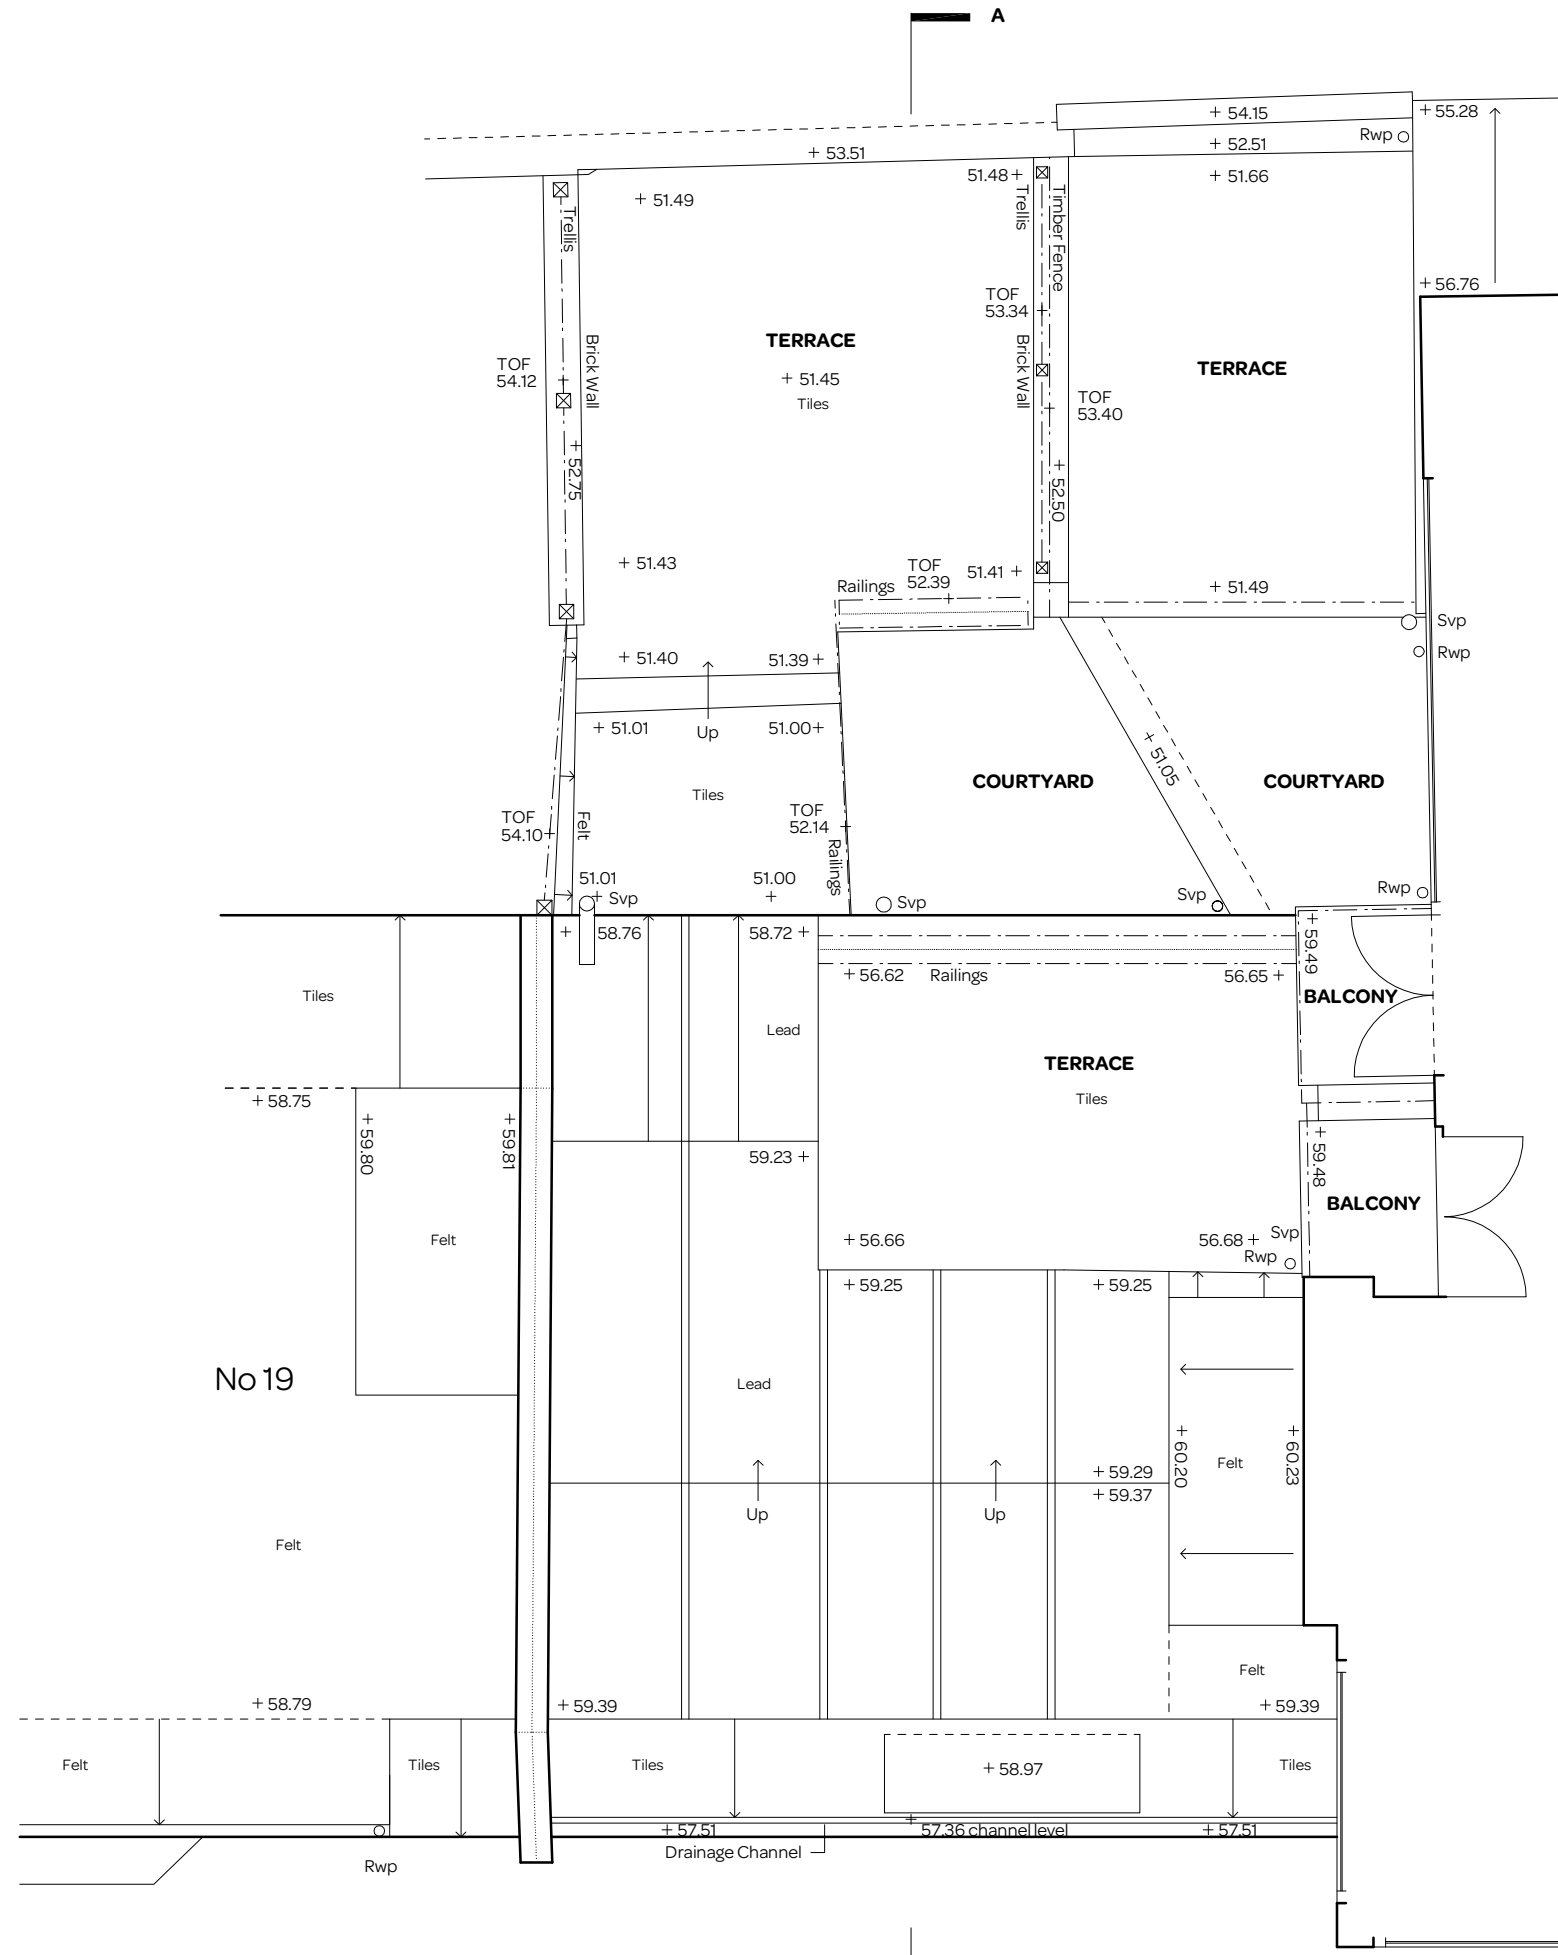 A
54.15
55.28
Rwp
53.51
52.51
51.48
51.66
51.49
Trellis
Trellis
Timber Fence
56.76
TOF
53.34
TERRACE
Brick Wall
Brick Wall
TOF
54.12
51.45
Tiles
TERRACE
TOF
53.40
52.75
52.50
51.43
TOF
52.39
51.41
Railings
51.49
Svp
Rwp
51.40
51.39
51.01
Up
51.00
51.05
COURTYARD
COURTYARD
Tiles
TOF
54.10
Felt
TOF
52.14
Railings
51.01
Svp
51.00
Svp
Svp
Rwp
58.76
58.72
59.49
56.62
Railings
56.65
Tiles
BALCONY
Lead
TERRACE
Tiles
58.75
59.80
59.81
59.23
59.48
BALCONY
Felt
56.66
56.68
Svp
Rwp
59.25
59.25
No 19
Lead
60.20
Felt
60.23
59.29
59.37
Up
Up
Felt
Felt
58.79
59.39
59.39
Felt
Tiles
Tiles
58.97
Tiles
57.51
57.36 channel level
57.51
Drainage Channel
Rwp